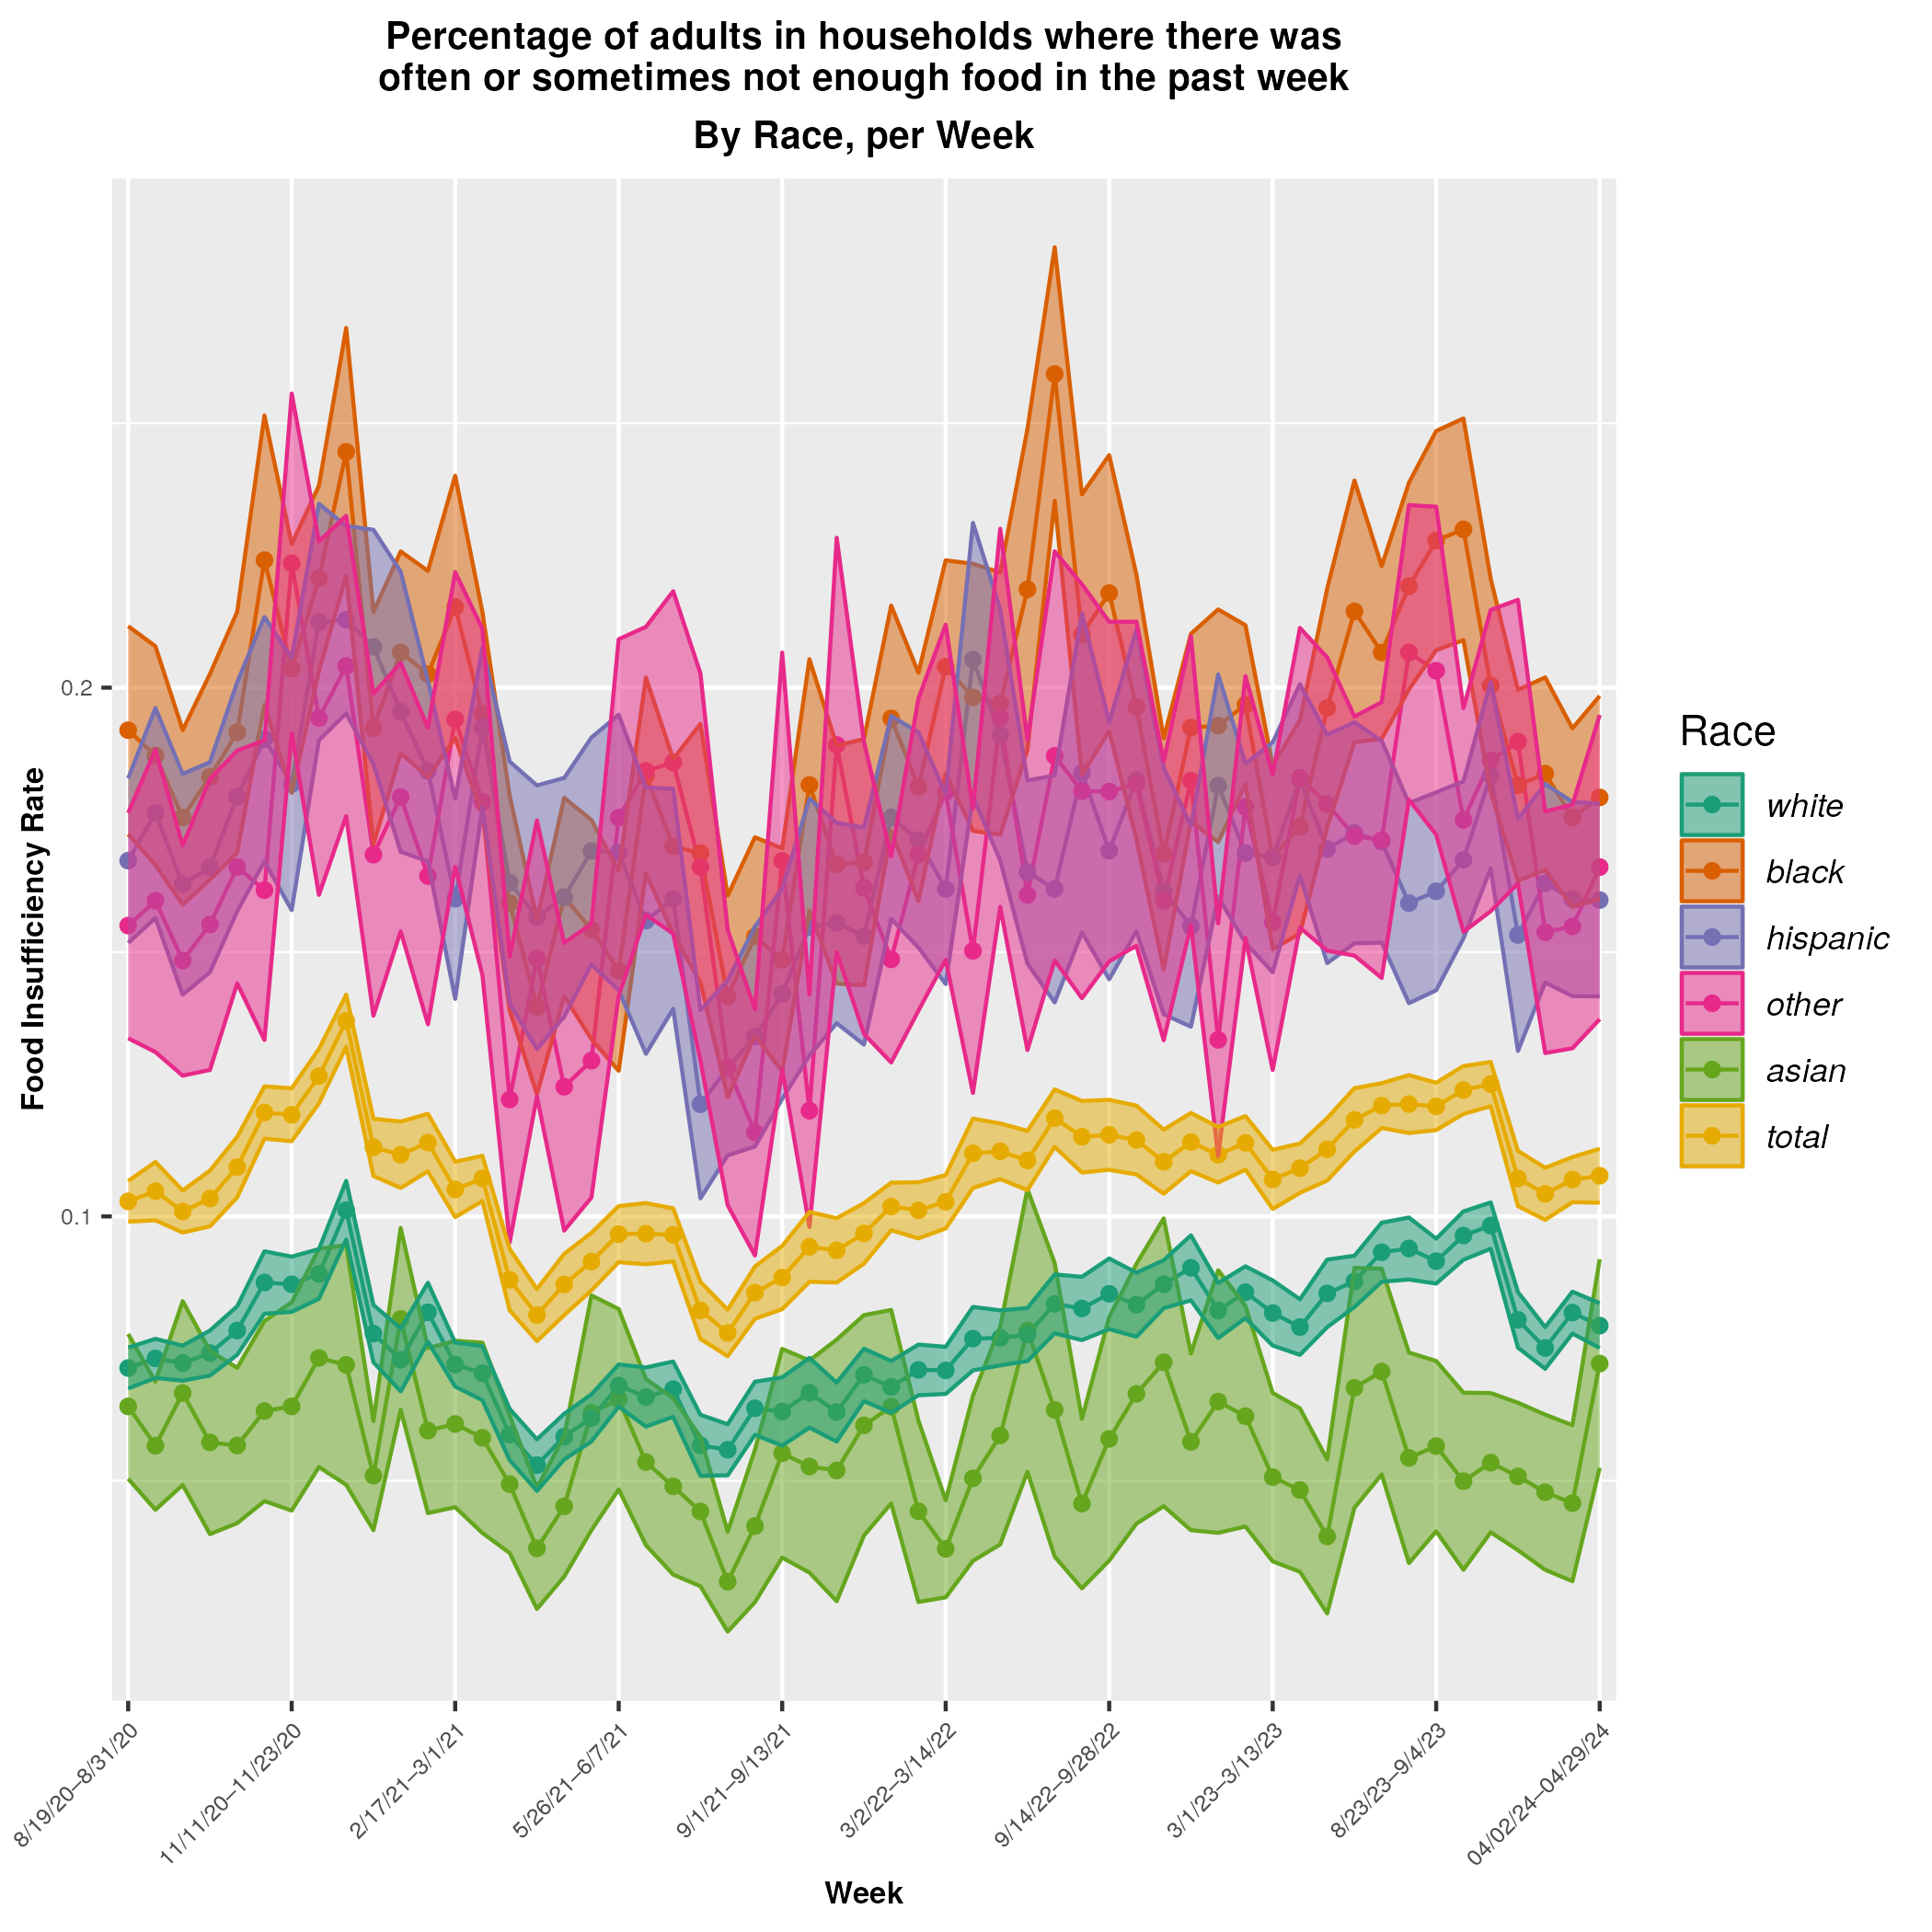 Percentage of adults in households where there was
often or sometimes not enough food in the past week
By Race, per Week
Food Insufficiency Rate
0.2
0.1
8/19/20–8/31/20
11/11/20–11/23/20
2/17/21–3/1/21
5/26/21–6/7/21
9/1/21–9/13/21
3/2/22–3/14/22
9/14/22–9/28/22
3/1/23–3/13/23
8/23/23–9/4/23
04/02/24–04/29/24
Week
Race
white
black
hispanic
other
asian
total